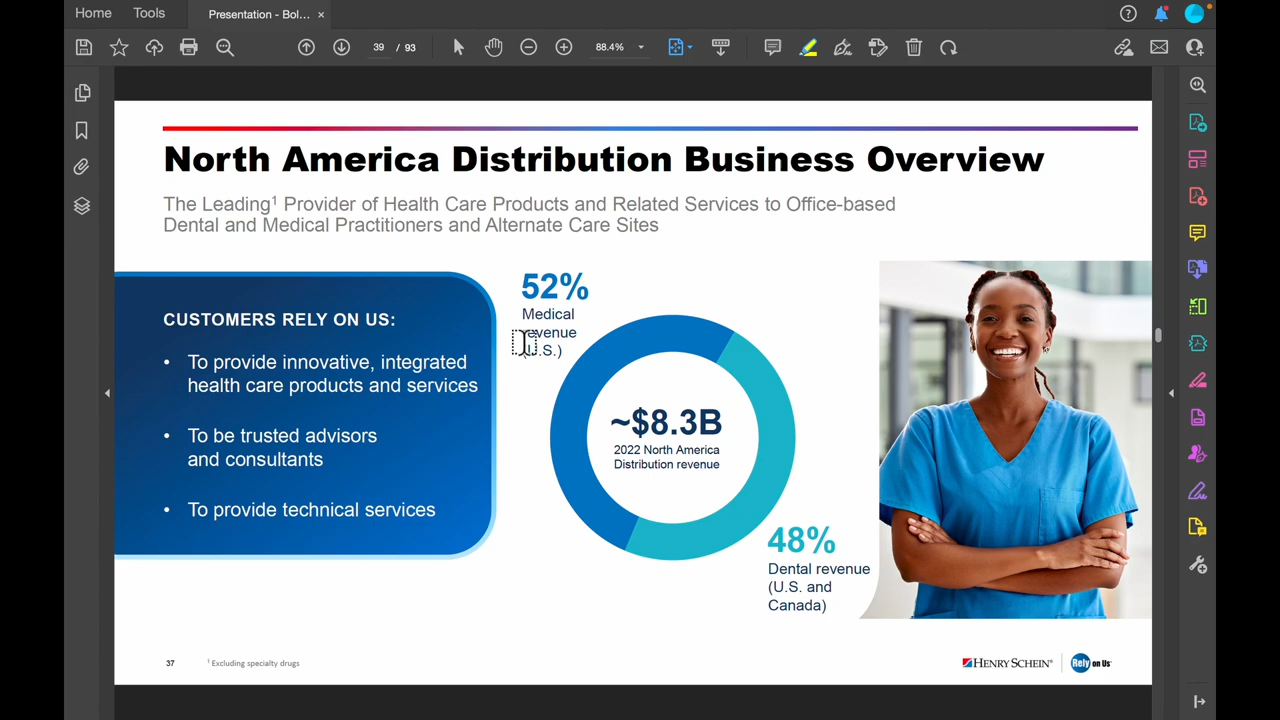 Home
Tools
Presentation - Bol... ×
39 / 93
88.4%
North America Distribution Business Overview
The Leading¹ Provider of Health Care Products and Related Services to Office-based
Dental and Medical Practitioners and Alternate Care Sites
CUSTOMERS RELY ON US:
• To provide innovative, integrated
health care products and services
• To be trusted advisors
and consultants
• To provide technical services
52%
Medical
revenue
(U.S.)
~$8.3B
2022 North America
Distribution revenue
48%
Dental revenue
(U.S. and
Canada)
37
¹ Excluding specialty drugs
HENRY SCHEIN®
Rely on Us